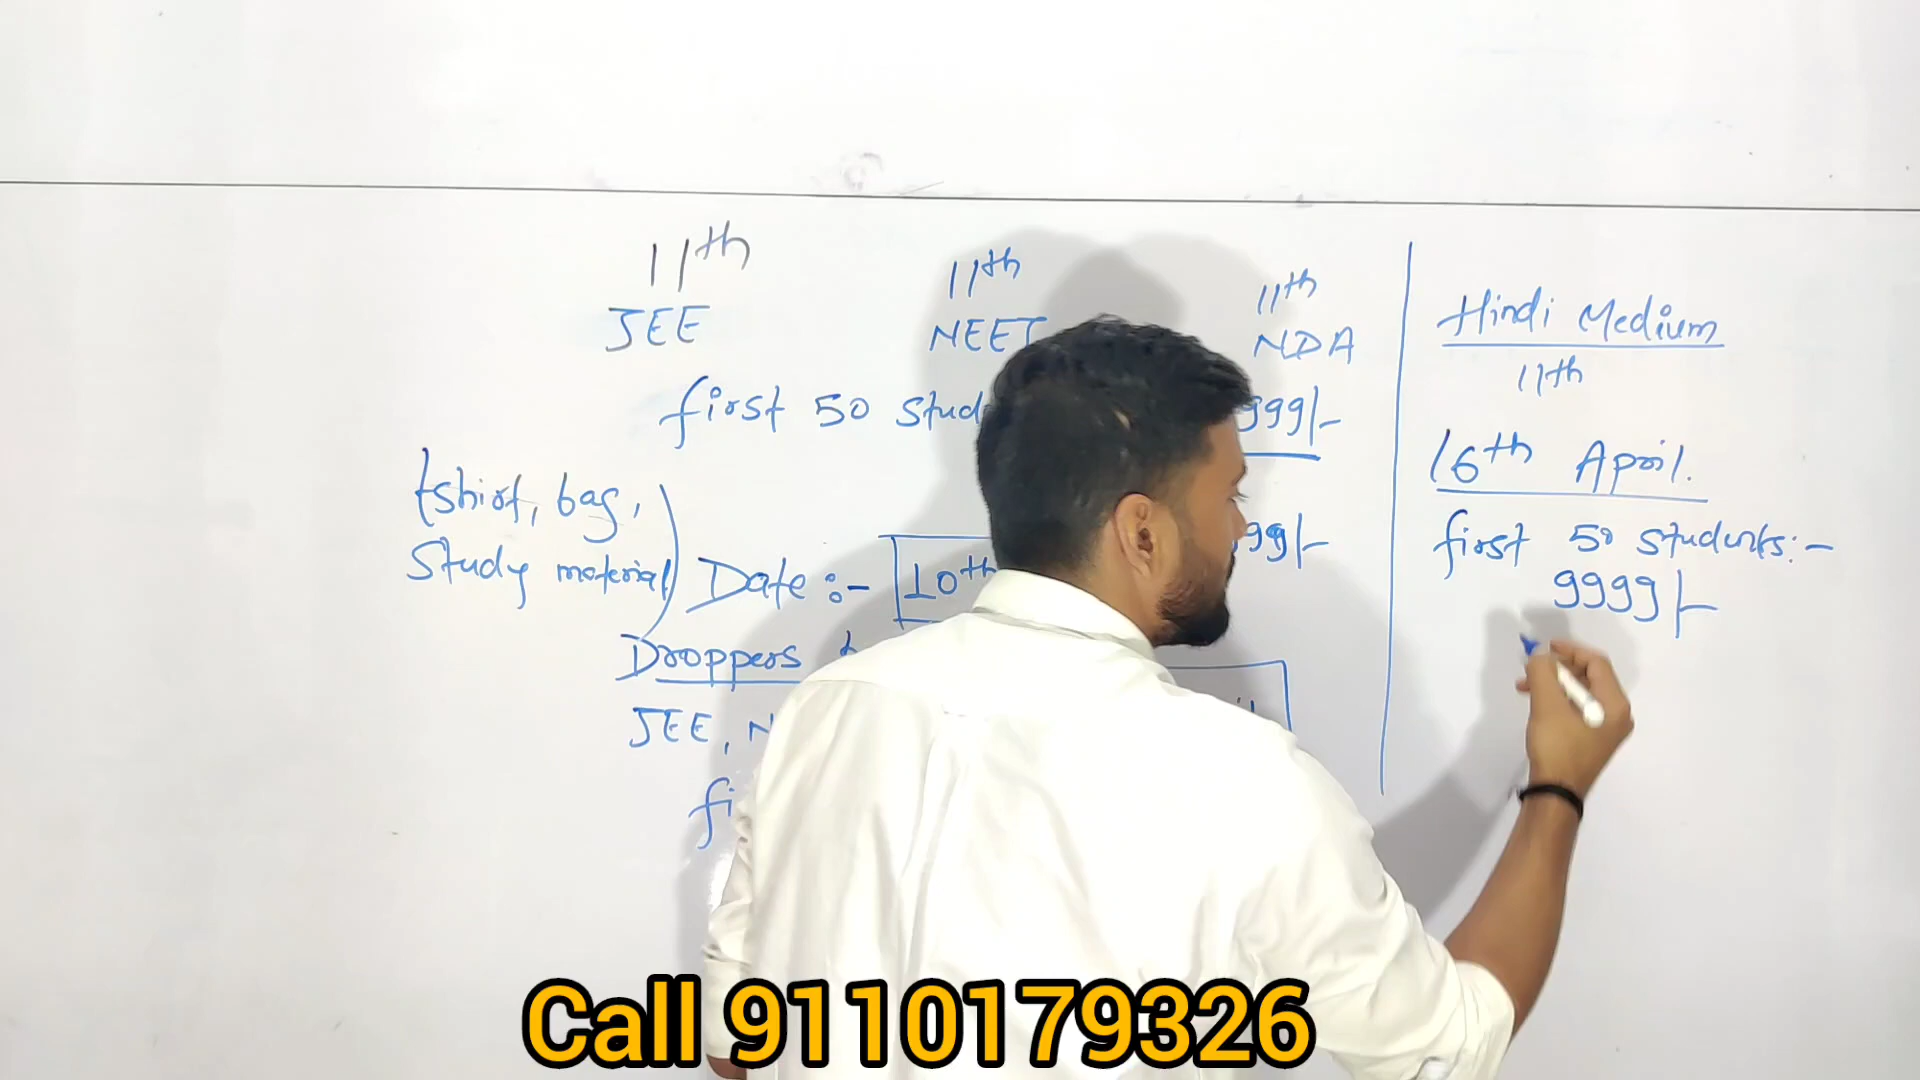 11th 11th 11th
JEE NEET NDA
first 50 stud 999/-
tshirt, bag,
Study material) Date :- 10th 99/-
Droppers
JEE, N
fi
Hindi Medium
11th
16th April.
first 50 students:-
9999/-
Call 9110179326